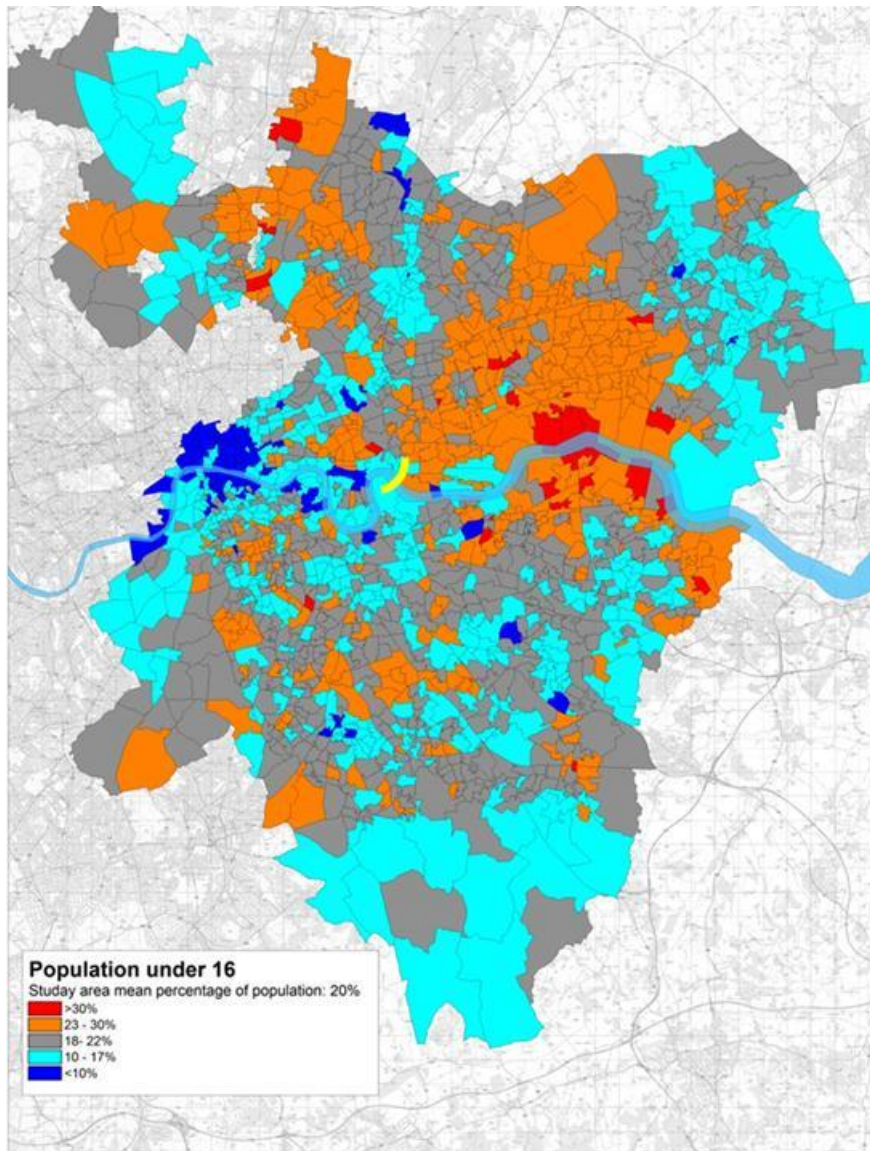 Population under 16
Studay area mean percentage of population: 20%
>30%
23 - 30%
18- 22%
10 - 17%
<10%